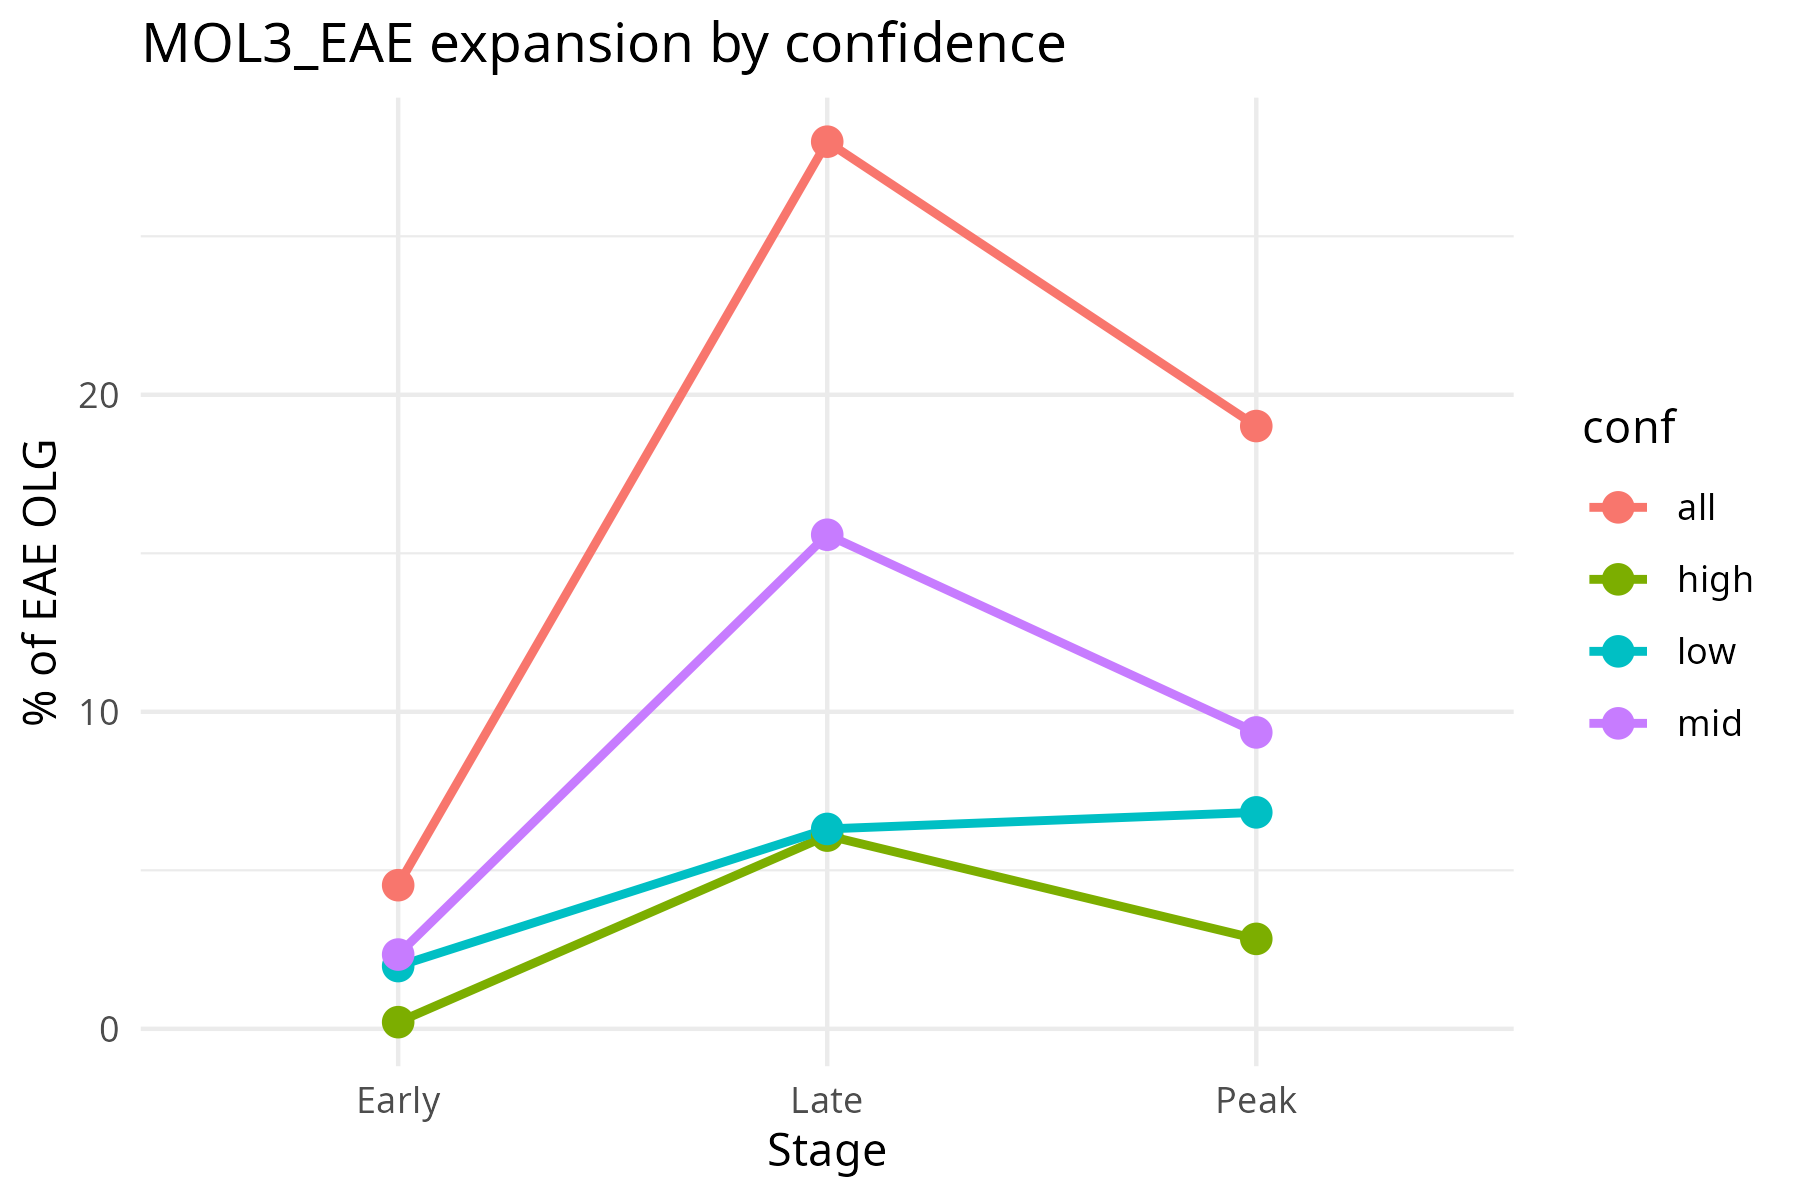 MOL3_EAE expansion by confidence
% of EAE OLG
20
10
0
Early
Late
Peak
Stage
conf
all
high
low
mid